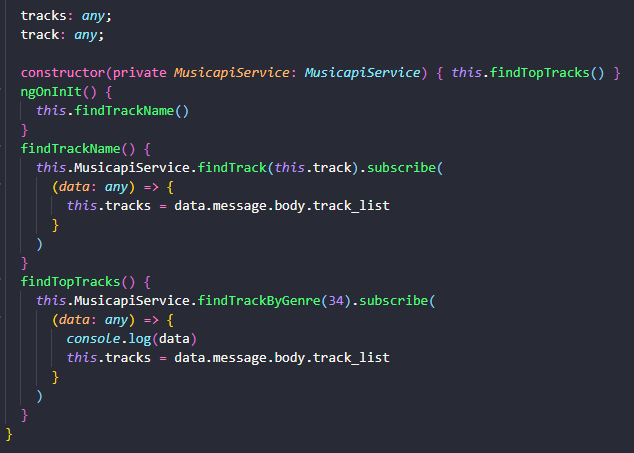 tracks: any;
track: any;
constructor(private MusicapiService: MusicapiService) { this.findTopTracks() }
ngOnInIt() {
this.findTrackName()
}
findTrackName() {
this.MusicapiService.findTrack(this.track).subscribe(
(data: any) => {
this.tracks = data.message.body.track_list
}
)
}
findTopTracks() {
this.MusicapiService.findTrackByGenre(34).subscribe(
(data: any) => {
console.log(data)
this.tracks = data.message.body.track_list
}
)
}
}